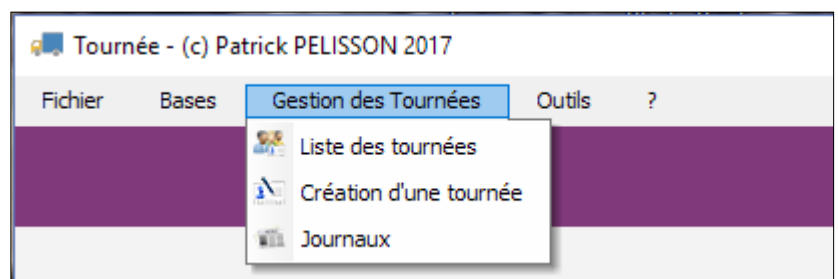 Tournée - (c) Patrick PELISSON 2017
Fichier Bases Gestion des Tournées Outils ?
Liste des tournées
Création d'une tournée
Journaux